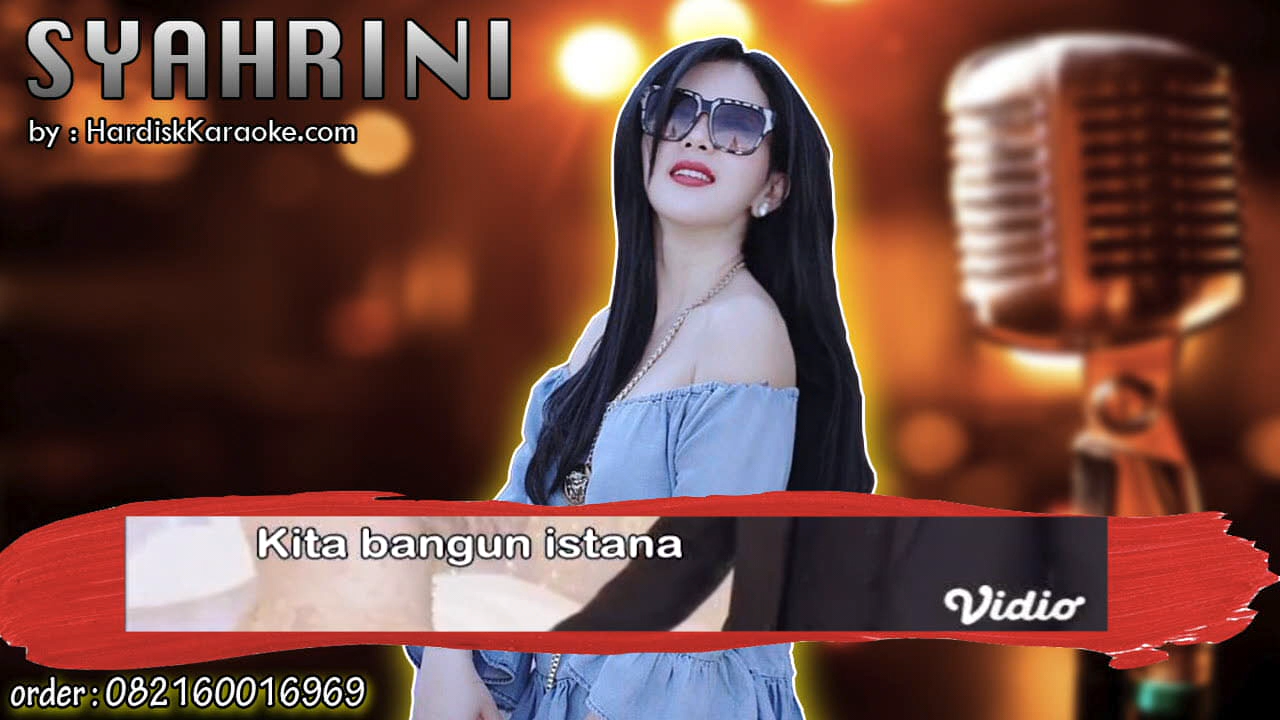 SYAHRINI
by : HardiskKaraoke.com
Kita bangun istana
Vidio
order : 082160016969